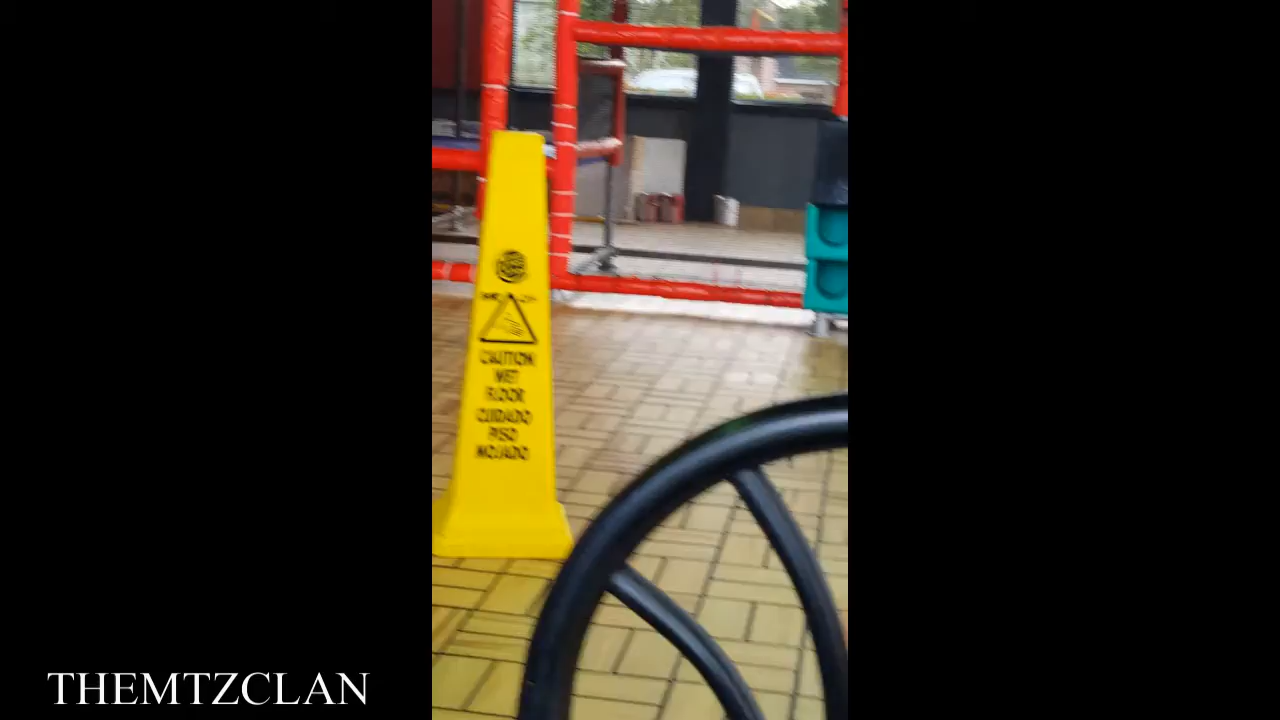 CAUTION
WET
FLOOR
CUIDADO
PISO
MOJADO
THEMTZCLAN